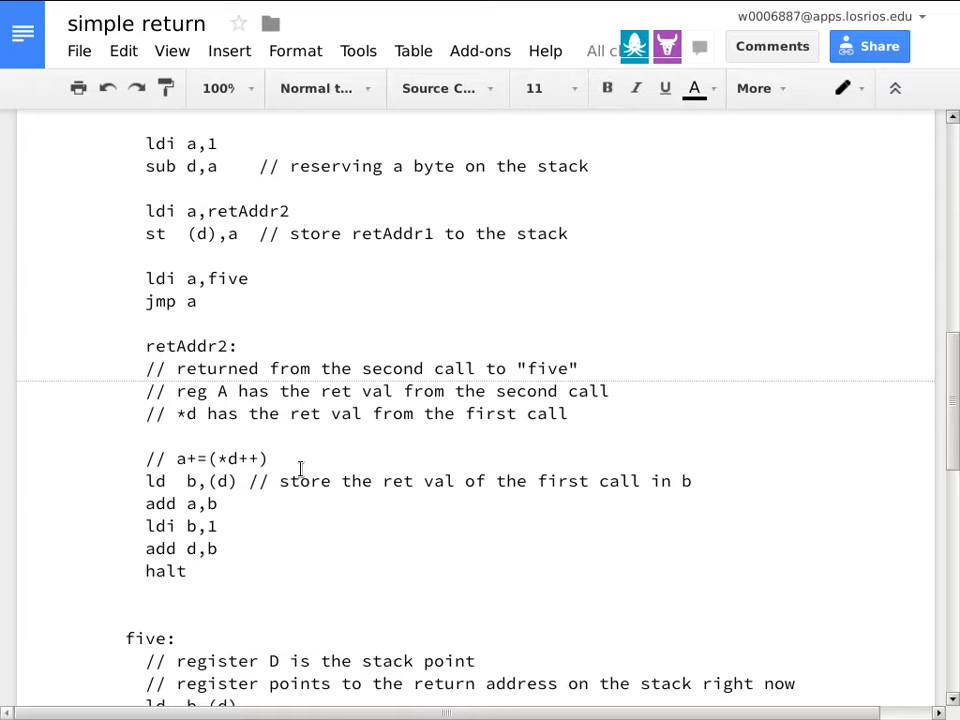 simple return
w0006887@apps.losrios.edu
File Edit View Insert Format Tools Table Add-ons Help All c
Comments
Share
100% Normal t... Source C... 11 B I U A More
ldi a,1
sub d,a // reserving a byte on the stack
ldi a,retAddr2
st (d),a // store retAddr1 to the stack
ldi a,five
jmp a
retAddr2:
// returned from the second call to "five"
// reg A has the ret val from the second call
// *d has the ret val from the first call
// a+=(*d++)
ld b,(d) // store the ret val of the first call in b
add a,b
ldi b,1
add d,b
halt
five:
// register D is the stack point
// register points to the return address on the stack right now
ld b,(d)